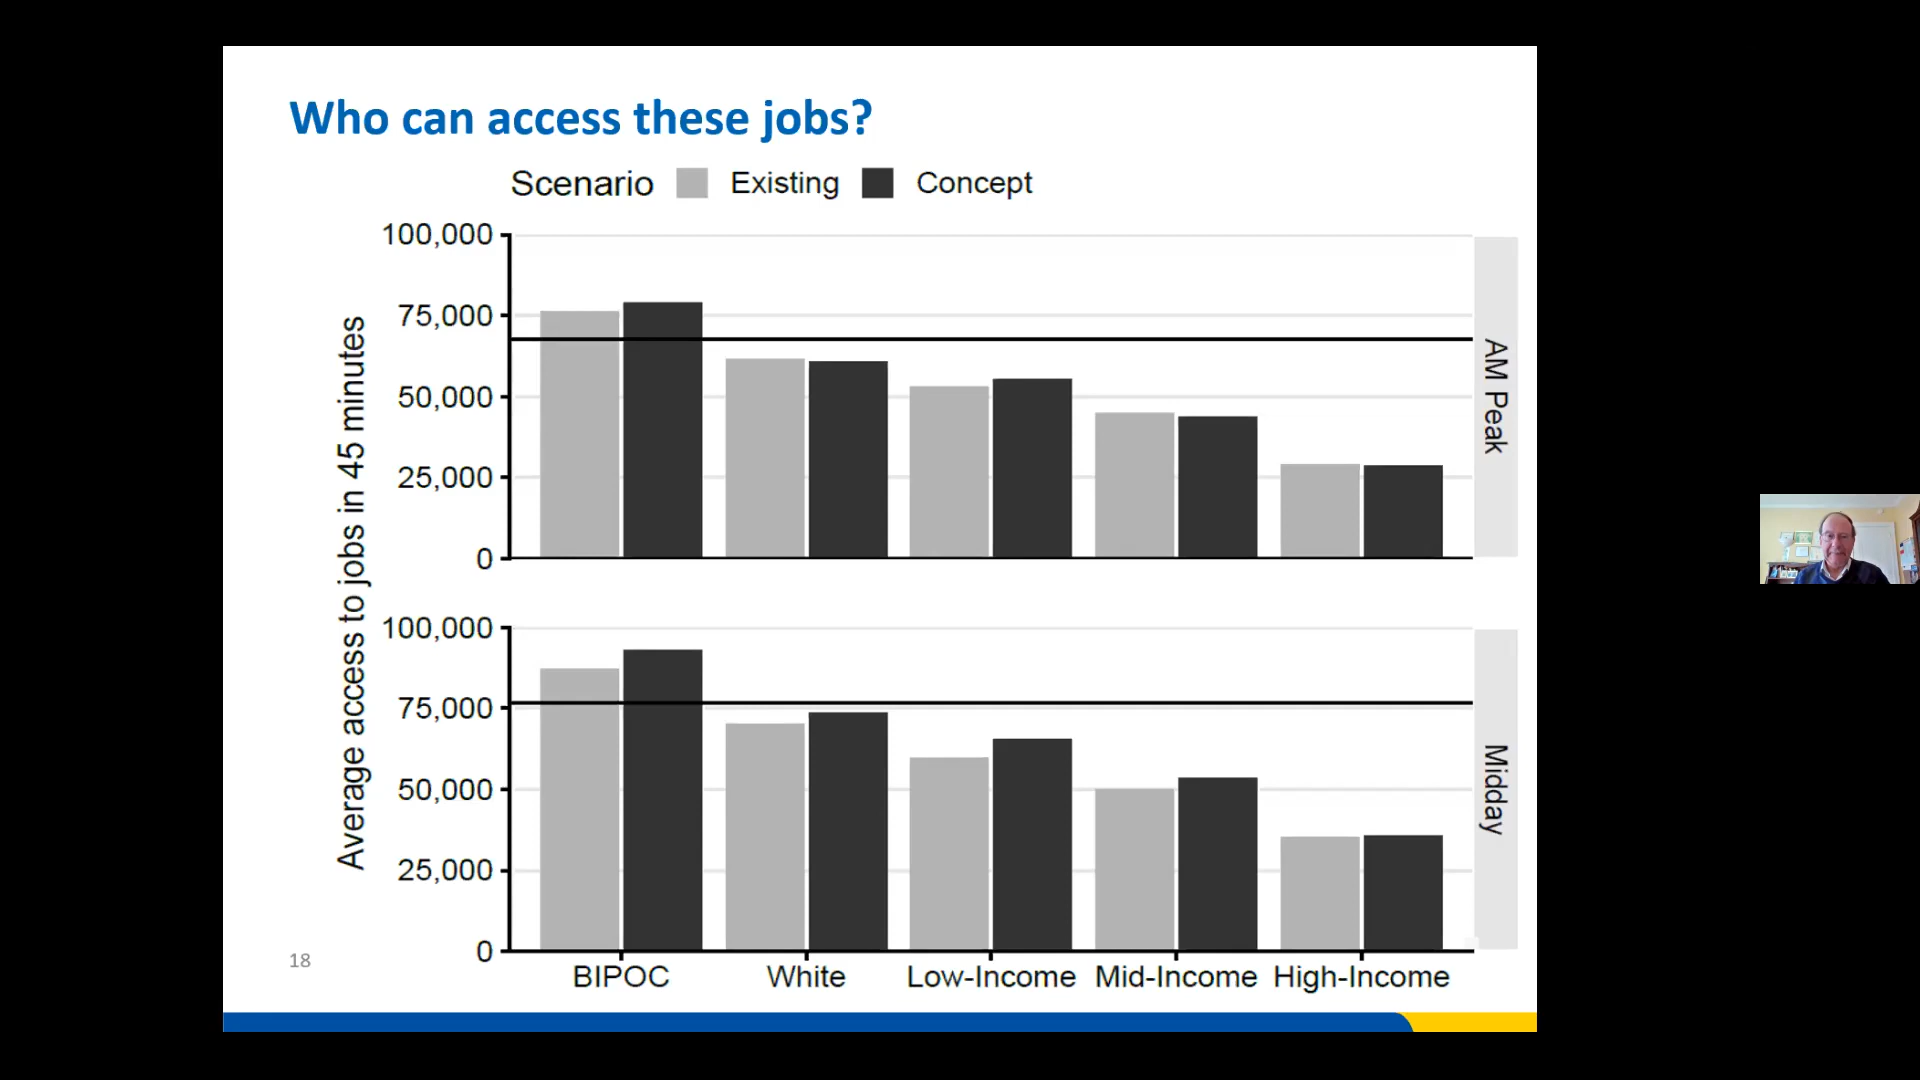 Who can access these jobs?
Scenario Existing Concept
Average access to jobs in 45 minutes
100,000
75,000
50,000
25,000
0
AM Peak
100,000
75,000
50,000
25,000
0
Midday
BIPOC White Low-Income Mid-Income High-Income
18